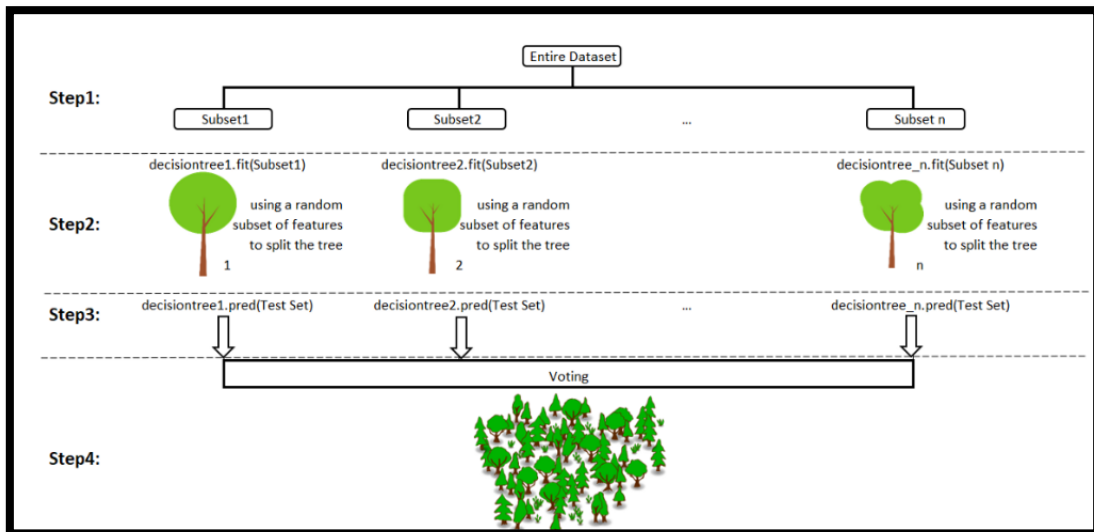 Entire Dataset
Step1:
Subset1
Subset2
...
Subset n
decisiontree1.fit(Subset1)
decisiontree2.fit(Subset2)
decisiontree_n.fit(Subset n)
Step2:
using a random
subset of features
to split the tree
1
using a random
subset of features
to split the tree
2
using a random
subset of features
to split the tree
n
Step3:
decisiontree1.pred(Test Set)
decisiontree2.pred(Test Set)
...
decisiontree_n.pred(Test Set)
Voting
Step4: